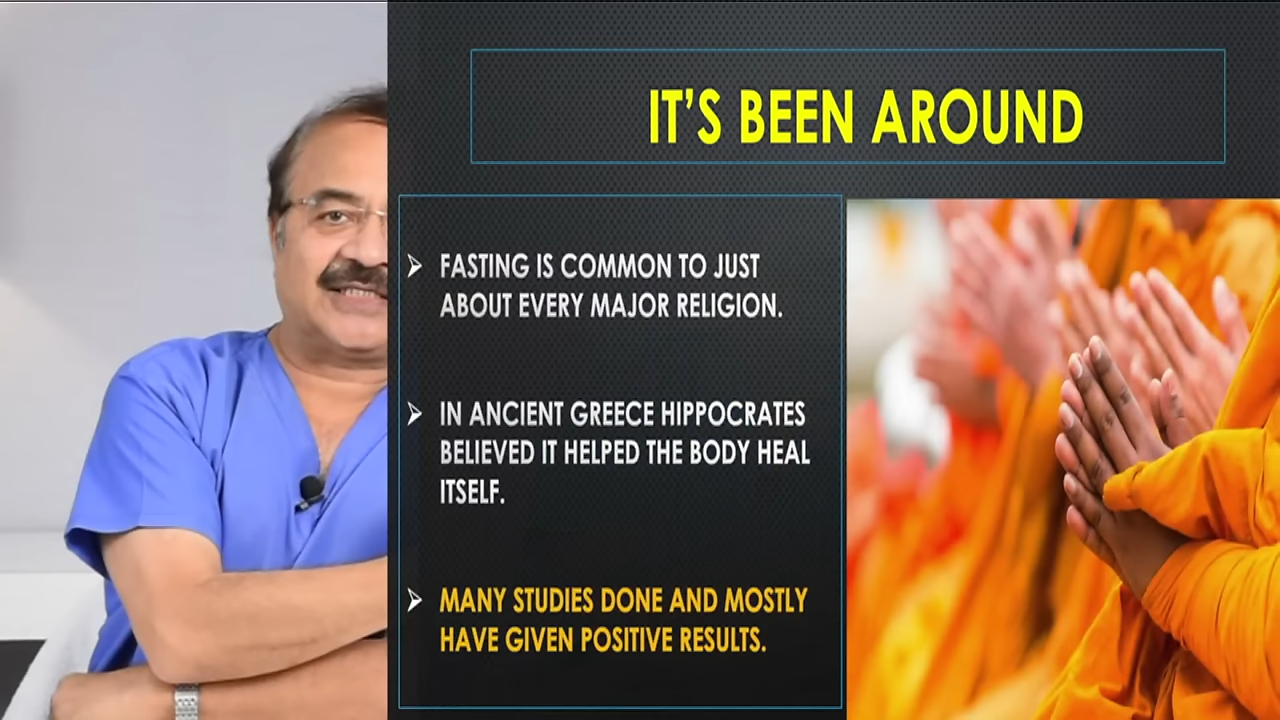 IT'S BEEN AROUND
FASTING IS COMMON TO JUST
ABOUT EVERY MAJOR RELIGION.
IN ANCIENT GREECE HIPPOCRATES
BELIEVED IT HELPED THE BODY HEAL
ITSELF.
MANY STUDIES DONE AND MOSTLY
HAVE GIVEN POSITIVE RESULTS.